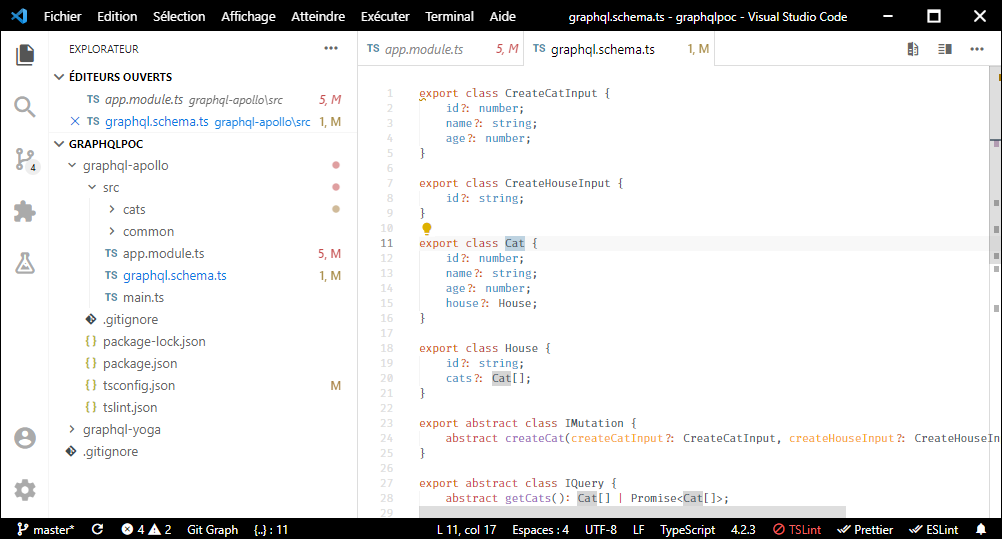 Fichier Edition Sélection Affichage Atteindre Exécuter Terminal Aide graphql.schema.ts - graphqlpoc - Visual Studio Code
EXPLORATEUR
ÉDITEURS OUVERTS
TS app.module.ts graphql-apollo\src 5, M
TS graphql.schema.ts graphql-apollo\src 1, M
GRAPHQLPOC
graphql-apollo
src
cats
common
TS app.module.ts 5, M
TS graphql.schema.ts 1, M
TS main.ts
.gitignore
{} package-lock.json
{} package.json
{} tsconfig.json M
{} tslint.json
graphql-yoga
.gitignore
4
TS app.module.ts 5, M TS graphql.schema.ts 1, M
1 export class CreateCatInput {
2 id?: number;
3 name?: string;
4 age?: number;
5 }
6
7 export class CreateHouseInput {
8 id?: string;
9 }
10
11 export class Cat {
12 id?: number;
13 name?: string;
14 age?: number;
15 house?: House;
16 }
17
18 export class House {
19 id?: string;
20 cats?: Cat[];
21 }
22
23 export abstract class IMutation {
24 abstract createCat(createCatInput?: CreateCatInput, createHouseInput?: CreateHouseIn
25 }
26
27 export abstract class IQuery {
28 abstract getCats(): Cat[] | Promise<Cat[]>;
29
master* 4 2 Git Graph {..} : 11 L 11, col 17 Espaces : 4 UTF-8 LF TypeScript 4.2.3 TSLint Prettier ESLint